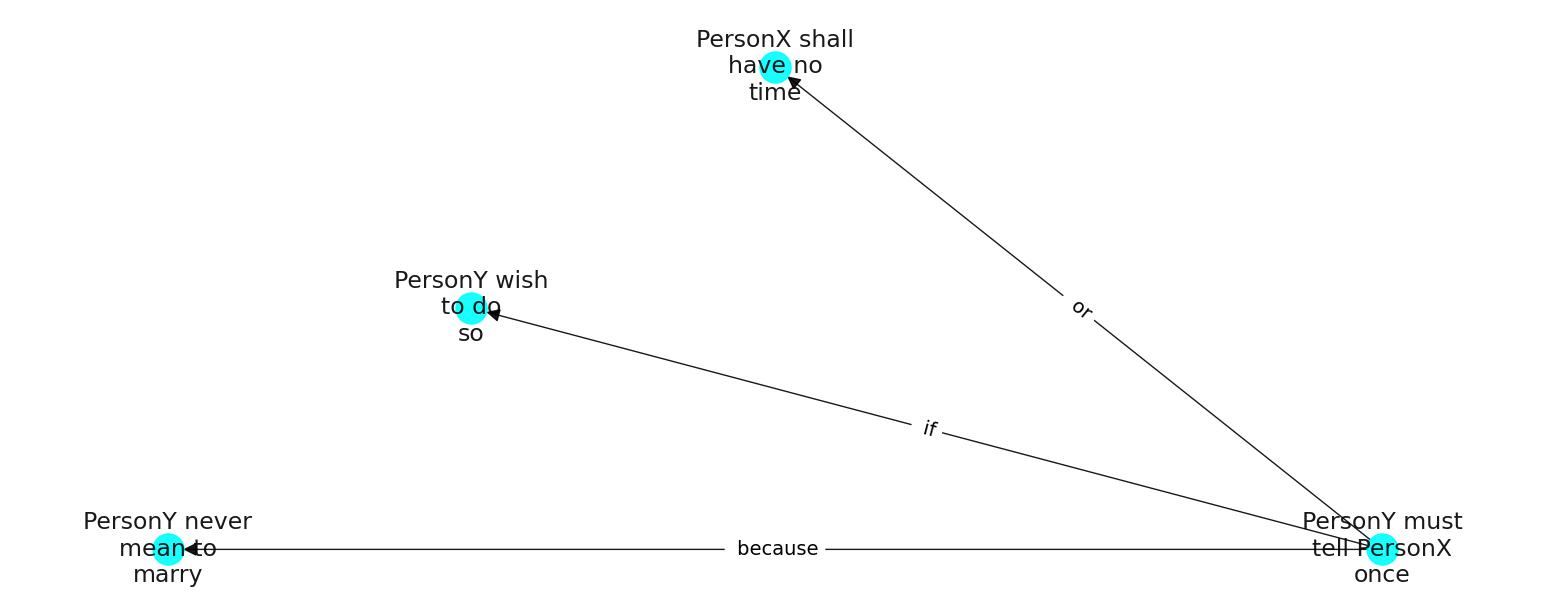 PersonX shall
have no
time
or
PersonY wish
to do
so
if
PersonY never
mean to
marry
because
PersonY must
tell PersonX
once